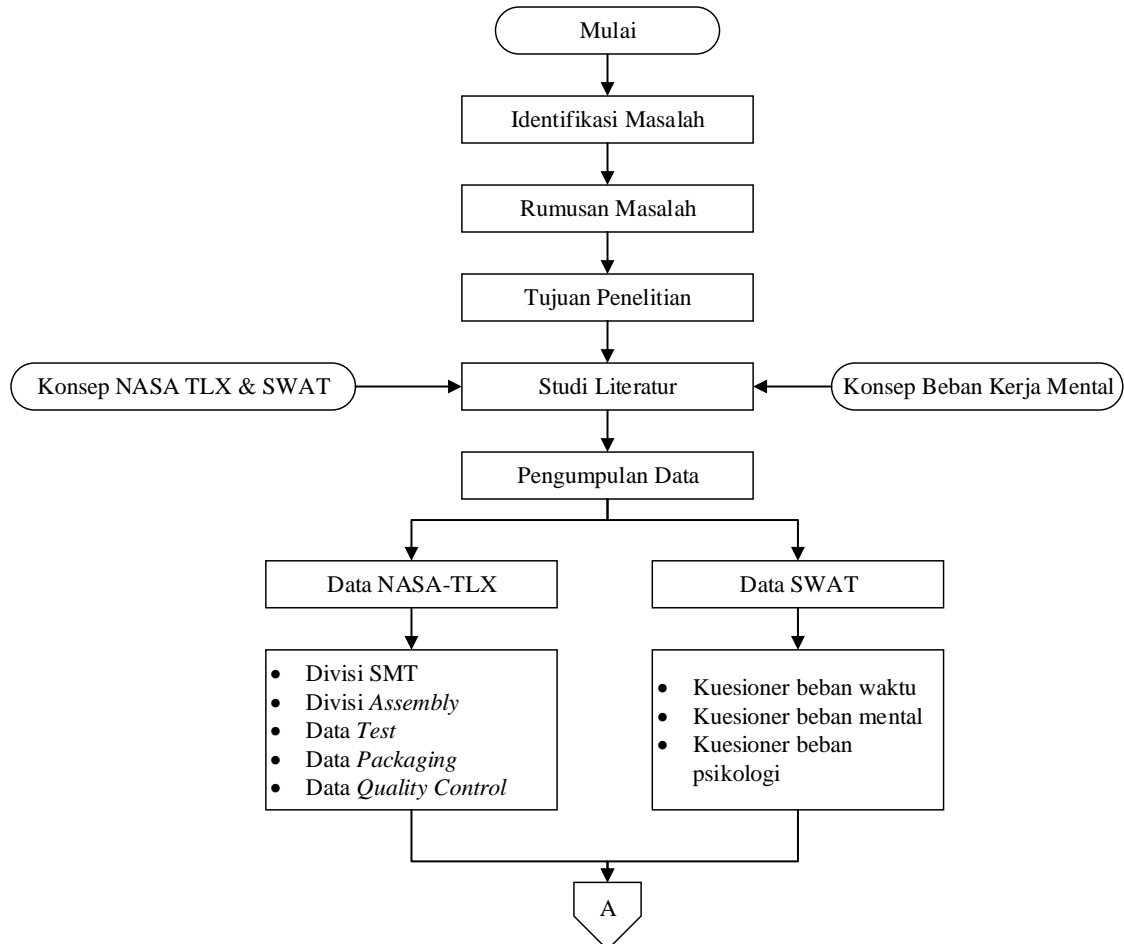 Mulai
Identifikasi Masalah
Rumusan Masalah
Tujuan Penelitian
Konsep NASA TLX & SWAT
Studi Literatur
Konsep Beban Kerja Mental
Pengumpulan Data
Data NASA-TLX
Data SWAT
• Divisi SMT
• Divisi Assembly
• Data Test
• Data Packaging
• Data Quality Control
• Kuesioner beban waktu
• Kuesioner beban mental
• Kuesioner beban
psikologi
A